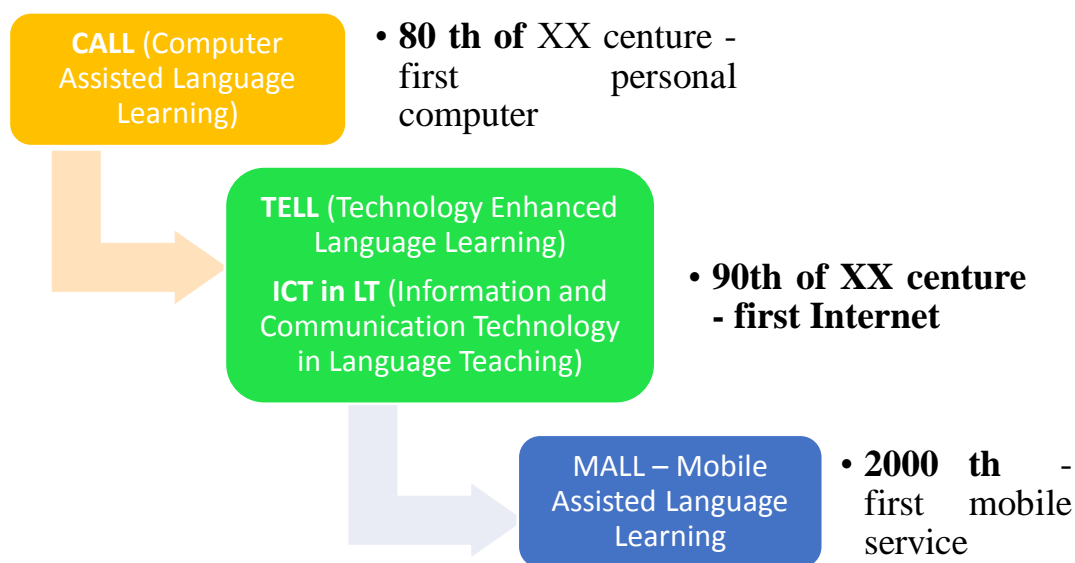 CALL (Computer
Assisted Language
Learning)
• 80 th of XX centure -
first personal
computer
TELL (Technology Enhanced
Language Learning)
ICT in LT (Information and
Communication Technology
in Language Teaching)
• 90th of XX centure
- first Internet
MALL – Mobile
Assisted Language
Learning
• 2000 th -
first mobile
service